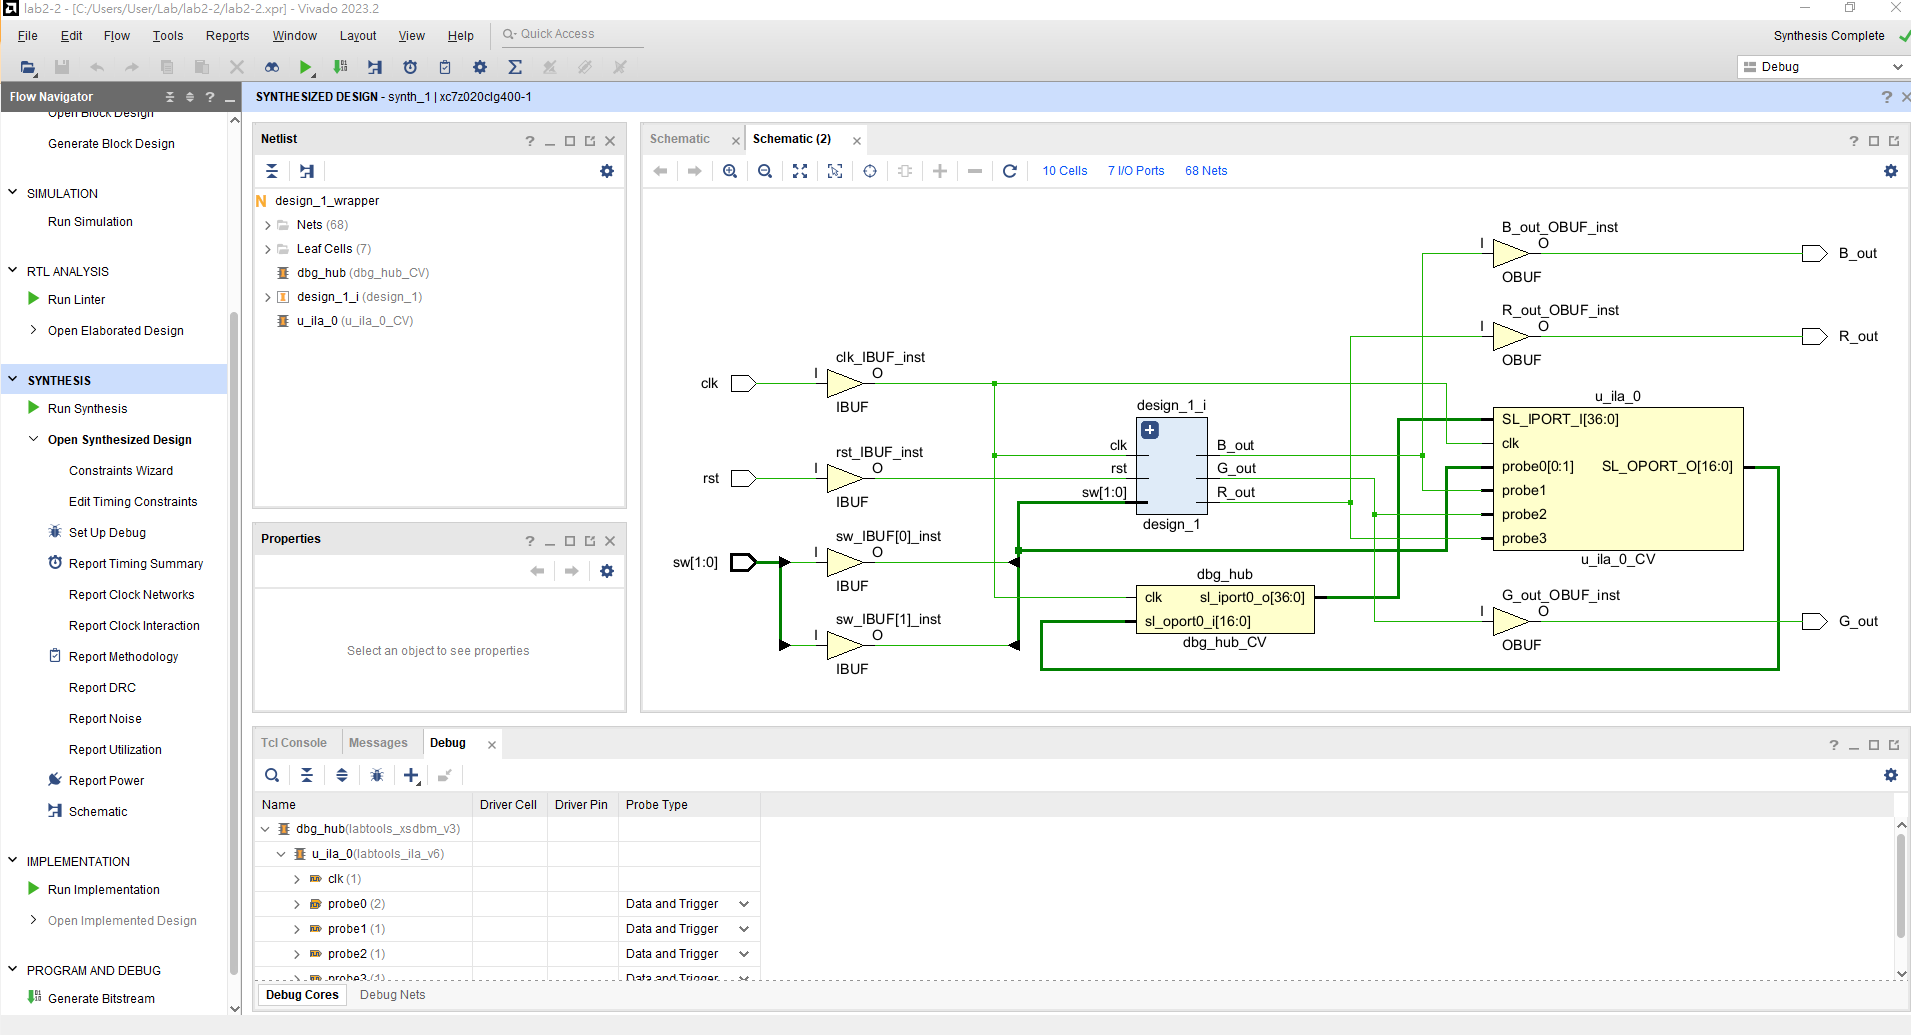 lab2-2 - [C:/Users/User/Lab/lab2-2/lab2-2.xpr] - Vivado 2023.2
File Edit Flow Tools Reports Window Layout View Help Quick Access
Synthesis Complete
Debug
Flow Navigator
SYNTHESIZED DESIGN - synth_1 | xc7z020clg400-1
Open Block Design
Generate Block Design
SIMULATION
Run Simulation
RTL ANALYSIS
Run Linter
Open Elaborated Design
SYNTHESIS
Run Synthesis
Open Synthesized Design
Constraints Wizard
Edit Timing Constraints
Set Up Debug
Report Timing Summary
Report Clock Networks
Report Clock Interaction
Report Methodology
Report DRC
Report Noise
Report Utilization
Report Power
Schematic
IMPLEMENTATION
Run Implementation
Open Implemented Design
PROGRAM AND DEBUG
Generate Bitstream
Netlist
N design_1_wrapper
Nets (68)
Leaf Cells (7)
dbg_hub (dbg_hub_CV)
design_1_i (design_1)
u_ila_0 (u_ila_0_CV)
Properties
Select an object to see properties
Schematic
Schematic (2)
10 Cells 7 I/O Ports 68 Nets
B_out_OBUF_inst
I O
B_out
OBUF
R_out_OBUF_inst
I O
R_out
OBUF
clk_IBUF_inst
clk
I O
IBUF
rst_IBUF_inst
rst
I O
IBUF
sw_IBUF[0]_inst
sw[1:0]
I O
IBUF
sw_IBUF[1]_inst
I O
IBUF
design_1_i
clk B_out
rst G_out
sw[1:0] R_out
design_1
u_ila_0
SL_IPORT_I[36:0]
clk
probe0[0:1] SL_OPORT_O[16:0]
probe1
probe2
probe3
u_ila_0_CV
dbg_hub
clk sl_iport0_o[36:0]
sl_oport0_i[16:0]
dbg_hub_CV
G_out_OBUF_inst
I O
G_out
OBUF
Tcl Console Messages Debug
Name Driver Cell Driver Pin Probe Type
dbg_hub(labtools_xsdbm_v3)
u_ila_0(labtools_ila_v6)
clk (1)
probe0 (2) Data and Trigger
probe1 (1) Data and Trigger
probe2 (1) Data and Trigger
probe3 (1) Data and Trigger
Debug Cores Debug Nets